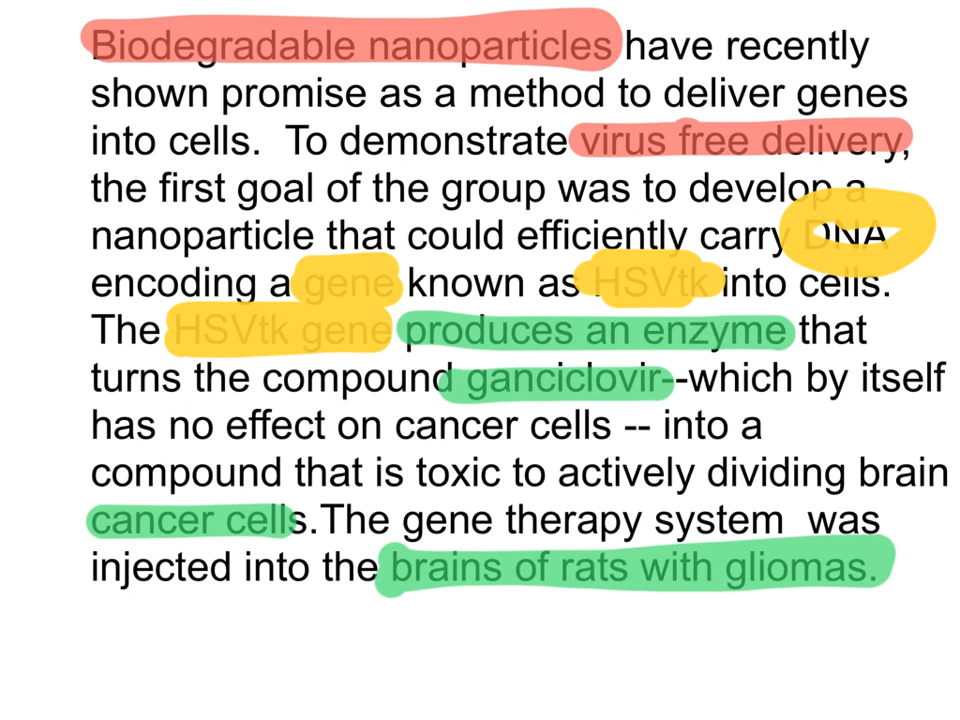 Biodegradable nanoparticles have recently
shown promise as a method to deliver genes
into cells.  To demonstrate virus free delivery,
the first goal of the group was to develop a
nanoparticle that could efficiently carry DNA
encoding a gene known as HSVtk into cells.
The HSVtk gene produces an enzyme that
turns the compound ganciclovir--which by itself
has no effect on cancer cells -- into a
compound that is toxic to actively dividing brain
cancer cells.The gene therapy system  was
injected into the brains of rats with gliomas.